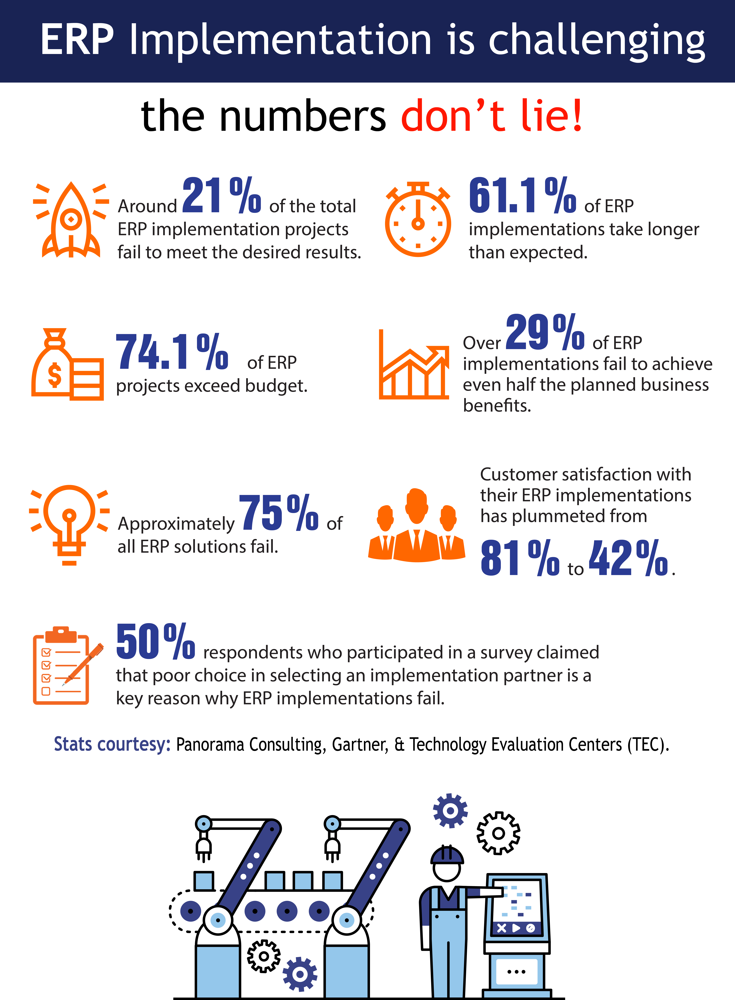 ERP Implementation is challenging
the numbers don’t lie!
Around 21% of the total
ERP implementation projects
fail to meet the desired results.
61.1% of ERP
implementations take longer
than expected.
74.1% of ERP
projects exceed budget.
Over 29% of ERP
implementations fail to achieve
even half the planned business
benefits.
Approximately 75% of
all ERP solutions fail.
Customer satisfaction with
their ERP implementations
has plummeted from
81% to 42%.
50% respondents who participated in a survey claimed
that poor choice in selecting an implementation partner is a
key reason why ERP implementations fail.
Stats courtesy: Panorama Consulting, Gartner, & Technology Evaluation Centers (TEC).